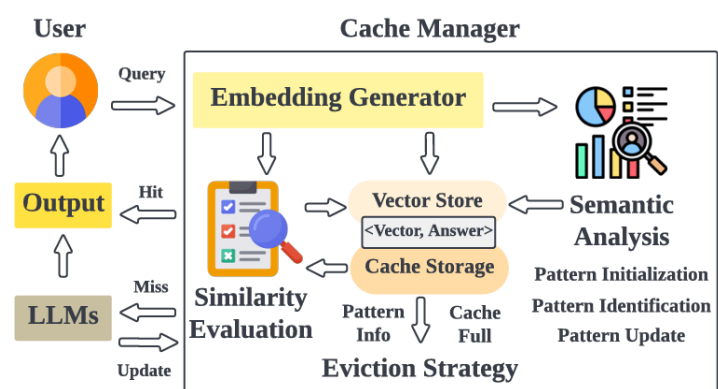 User
Cache Manager
Query
Embedding Generator
Output
Hit
Vector Store
<Vector, Answer>
Cache Storage
Semantic
Analysis
Similarity
Evaluation
Pattern Initialization
Pattern Identification
Pattern Update
LLMs
Miss
Update
Pattern
Info
Cache
Full
Eviction Strategy